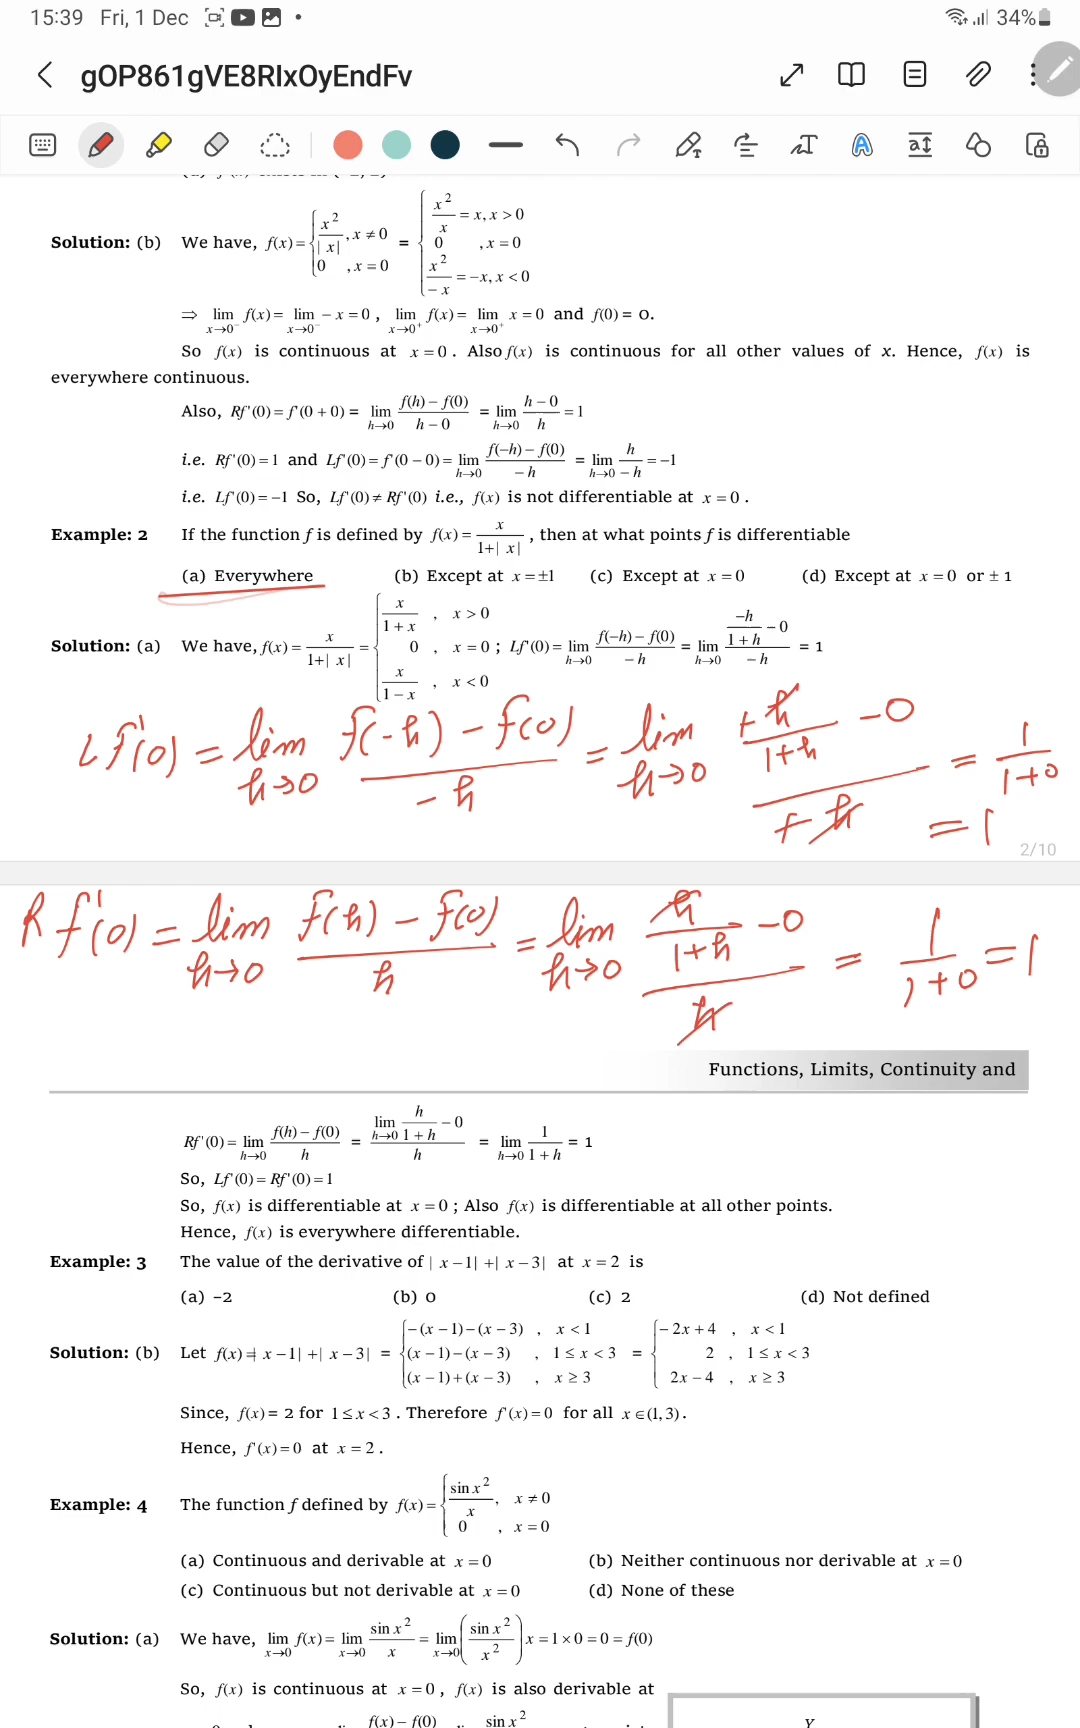 15:39 Fri, 1 Dec 34%
gOP861gVE8RIxOyEndFv
Solution: (b) We have, f(x) = { x²/|x|, x ≠ 0; 0, x = 0 = { x²/x = x, x > 0; 0, x = 0; x²/−x = −x, x < 0
⇒ lim x→0⁻ f(x) = lim x→0⁻ − x = 0, lim x→0⁺ f(x) = lim x→0⁺ x = 0 and f(0) = 0.
So f(x) is continuous at x = 0. Also f(x) is continuous for all other values of x. Hence, f(x) is
everywhere continuous.
Also, Rf'(0) = f'(0 + 0) = lim h→0 f(h) − f(0)/h − 0 = lim h→0 h − 0/h = 1
i.e. Rf'(0) = 1 and Lf'(0) = f'(0 − 0) = lim h→0 f(−h) − f(0)/− h = lim h→0 h/− h = −1
i.e. Lf'(0) = −1 So, Lf'(0) ≠ Rf'(0) i.e., f(x) is not differentiable at x = 0.
Example: 2 If the function f is defined by f(x) = x/1+| x|, then at what points f is differentiable
(a) Everywhere (b) Except at x = ±1 (c) Except at x = 0 (d) Except at x = 0 or ± 1
Solution: (a) We have, f(x) = x/1+| x| = { x/1 + x, x > 0; 0, x = 0; x/1 − x, x < 0; Lf'(0) = lim h→0 f(−h) − f(0)/− h = lim h→0 −h/1 + h − 0/− h = 1
Lf'(0) = lim h→0 f(-h) − f(0)/−h = lim h→0 +h/1+h −0/+h = 1/1+0
= 1
2/10
Rf'(0) = lim h→0 f(h) − f(0)/h = lim h→0 h/1+h −0/h = 1/1+0 = 1
Functions, Limits, Continuity and
Rf'(0) = lim h→0 f(h) − f(0)/h = lim h→0 h/1 + h − 0/h = lim h→0 1/1 + h = 1
So, Lf'(0) = Rf'(0) = 1
So, f(x) is differentiable at x = 0; Also f(x) is differentiable at all other points.
Hence, f(x) is everywhere differentiable.
Example: 3 The value of the derivative of | x − 1| +| x − 3| at x = 2 is
(a) −2 (b) 0 (c) 2 (d) Not defined
Solution: (b) Let f(x) =| x − 1| +| x − 3| = { −(x − 1) − (x − 3), x < 1; (x − 1) − (x − 3), 1 ≤ x < 3; (x − 1) + (x − 3), x ≥ 3 = { − 2x + 4, x < 1; 2, 1 ≤ x < 3; 2x − 4, x ≥ 3
Since, f(x) = 2 for 1 ≤ x < 3. Therefore f'(x) = 0 for all x ∈ (1, 3).
Hence, f'(x) = 0 at x = 2.
Example: 4 The function f defined by f(x) = { sin x²/x, x ≠ 0; 0, x = 0
(a) Continuous and derivable at x = 0 (b) Neither continuous nor derivable at x = 0
(c) Continuous but not derivable at x = 0 (d) None of these
Solution: (a) We have, lim x→0 f(x) = lim x→0 sin x²/x = lim x→0 (sin x²/x²) x = 1 × 0 = 0 = f(0)
So, f(x) is continuous at x = 0, f(x) is also derivable at
f(x) − f(0) sin x²
Y